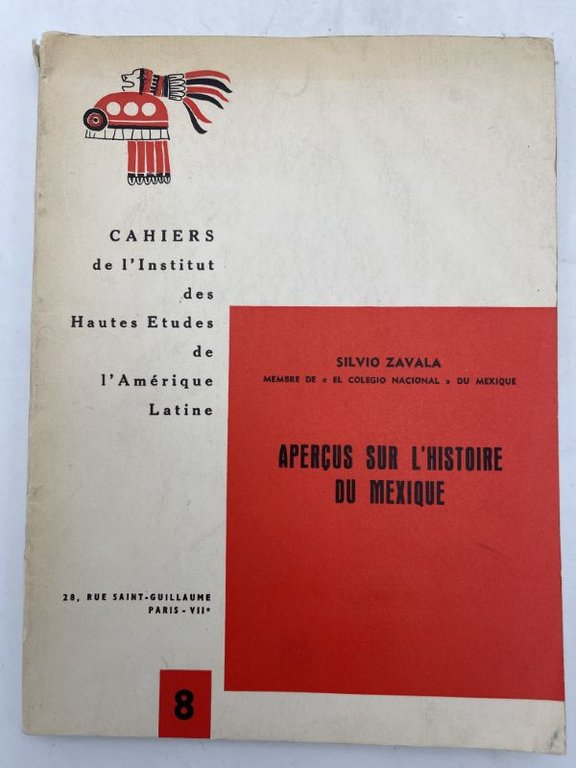 CAHIERS
de l'Institut
des
Hautes Etudes
de
l'Amérique
Latine
SILVIO ZAVALA
MEMBRE DE « EL COLEGIO NACIONAL » DU MEXIQUE
APERÇUS SUR L'HISTOIRE
DU MEXIQUE
28, RUE SAINT-GUILLAUME
PARIS - VIIe
8